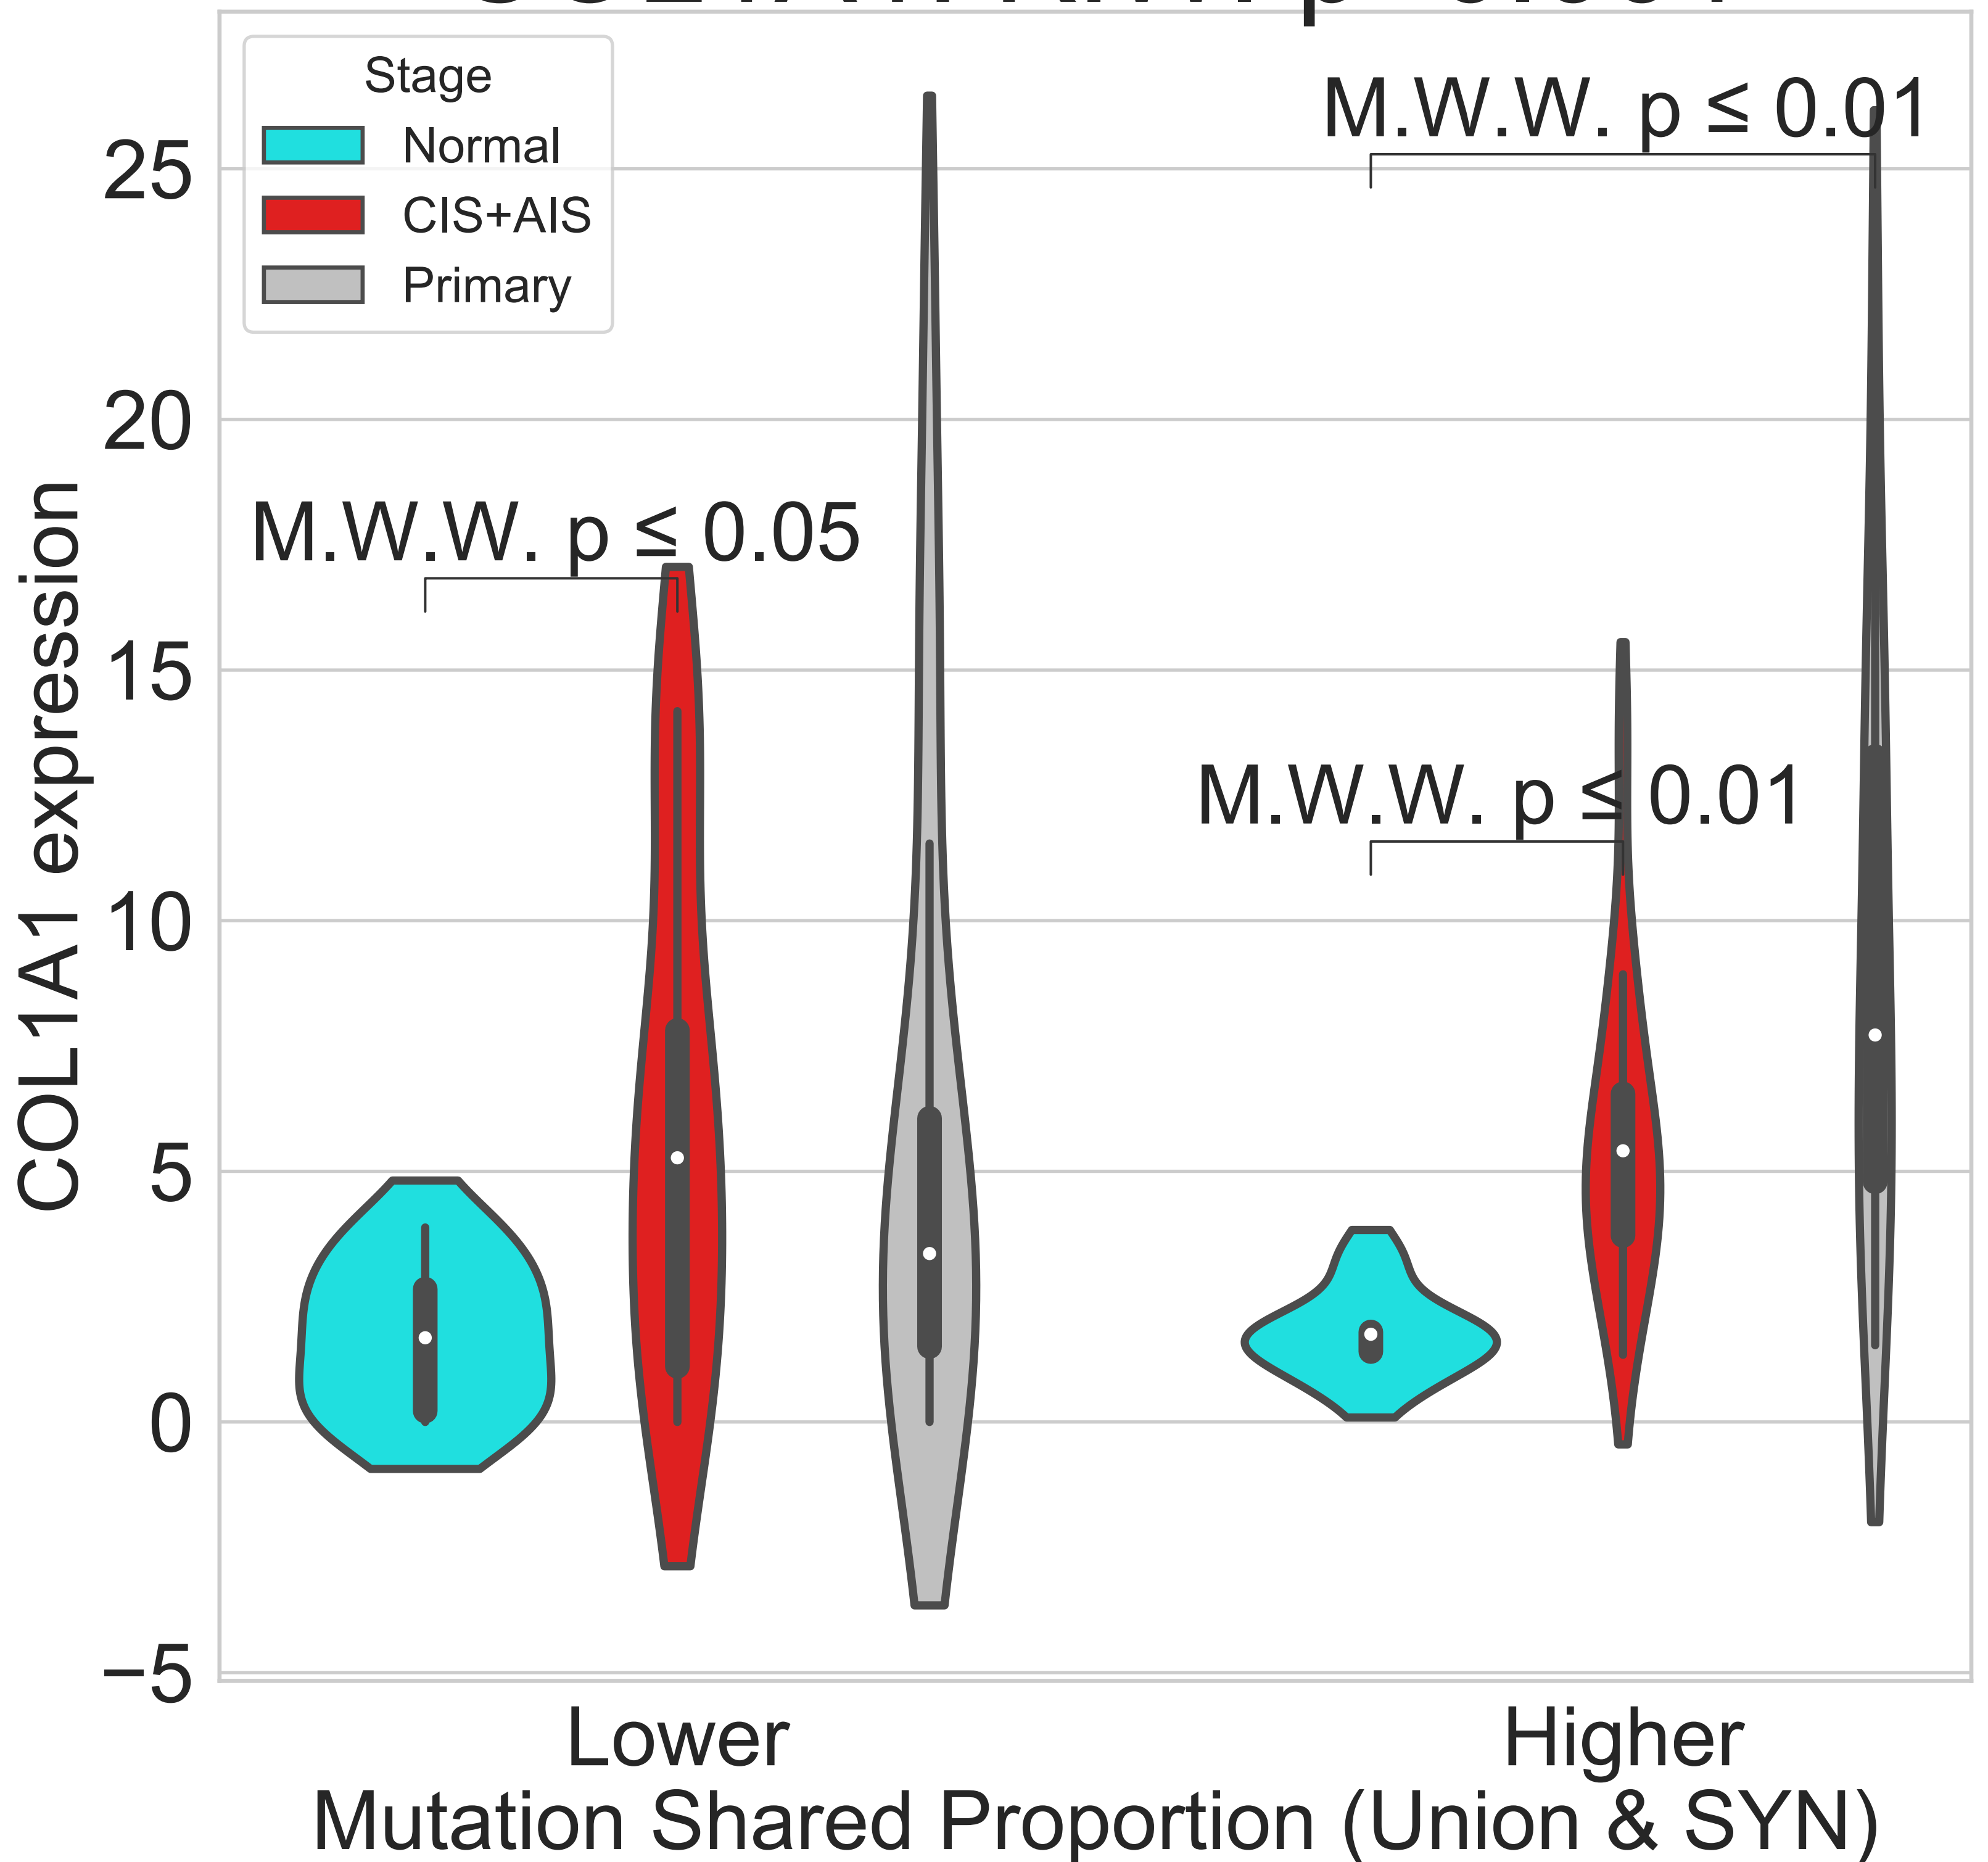 Stage
Normal
CIS+AIS
Primary
M.W.W. p ≤ 0.01
M.W.W. p ≤ 0.05
M.W.W. p ≤ 0.01
COL1A1 expression
25
20
15
10
5
0
−5
Lower
Higher
Mutation Shared Proportion (Union & SYN)